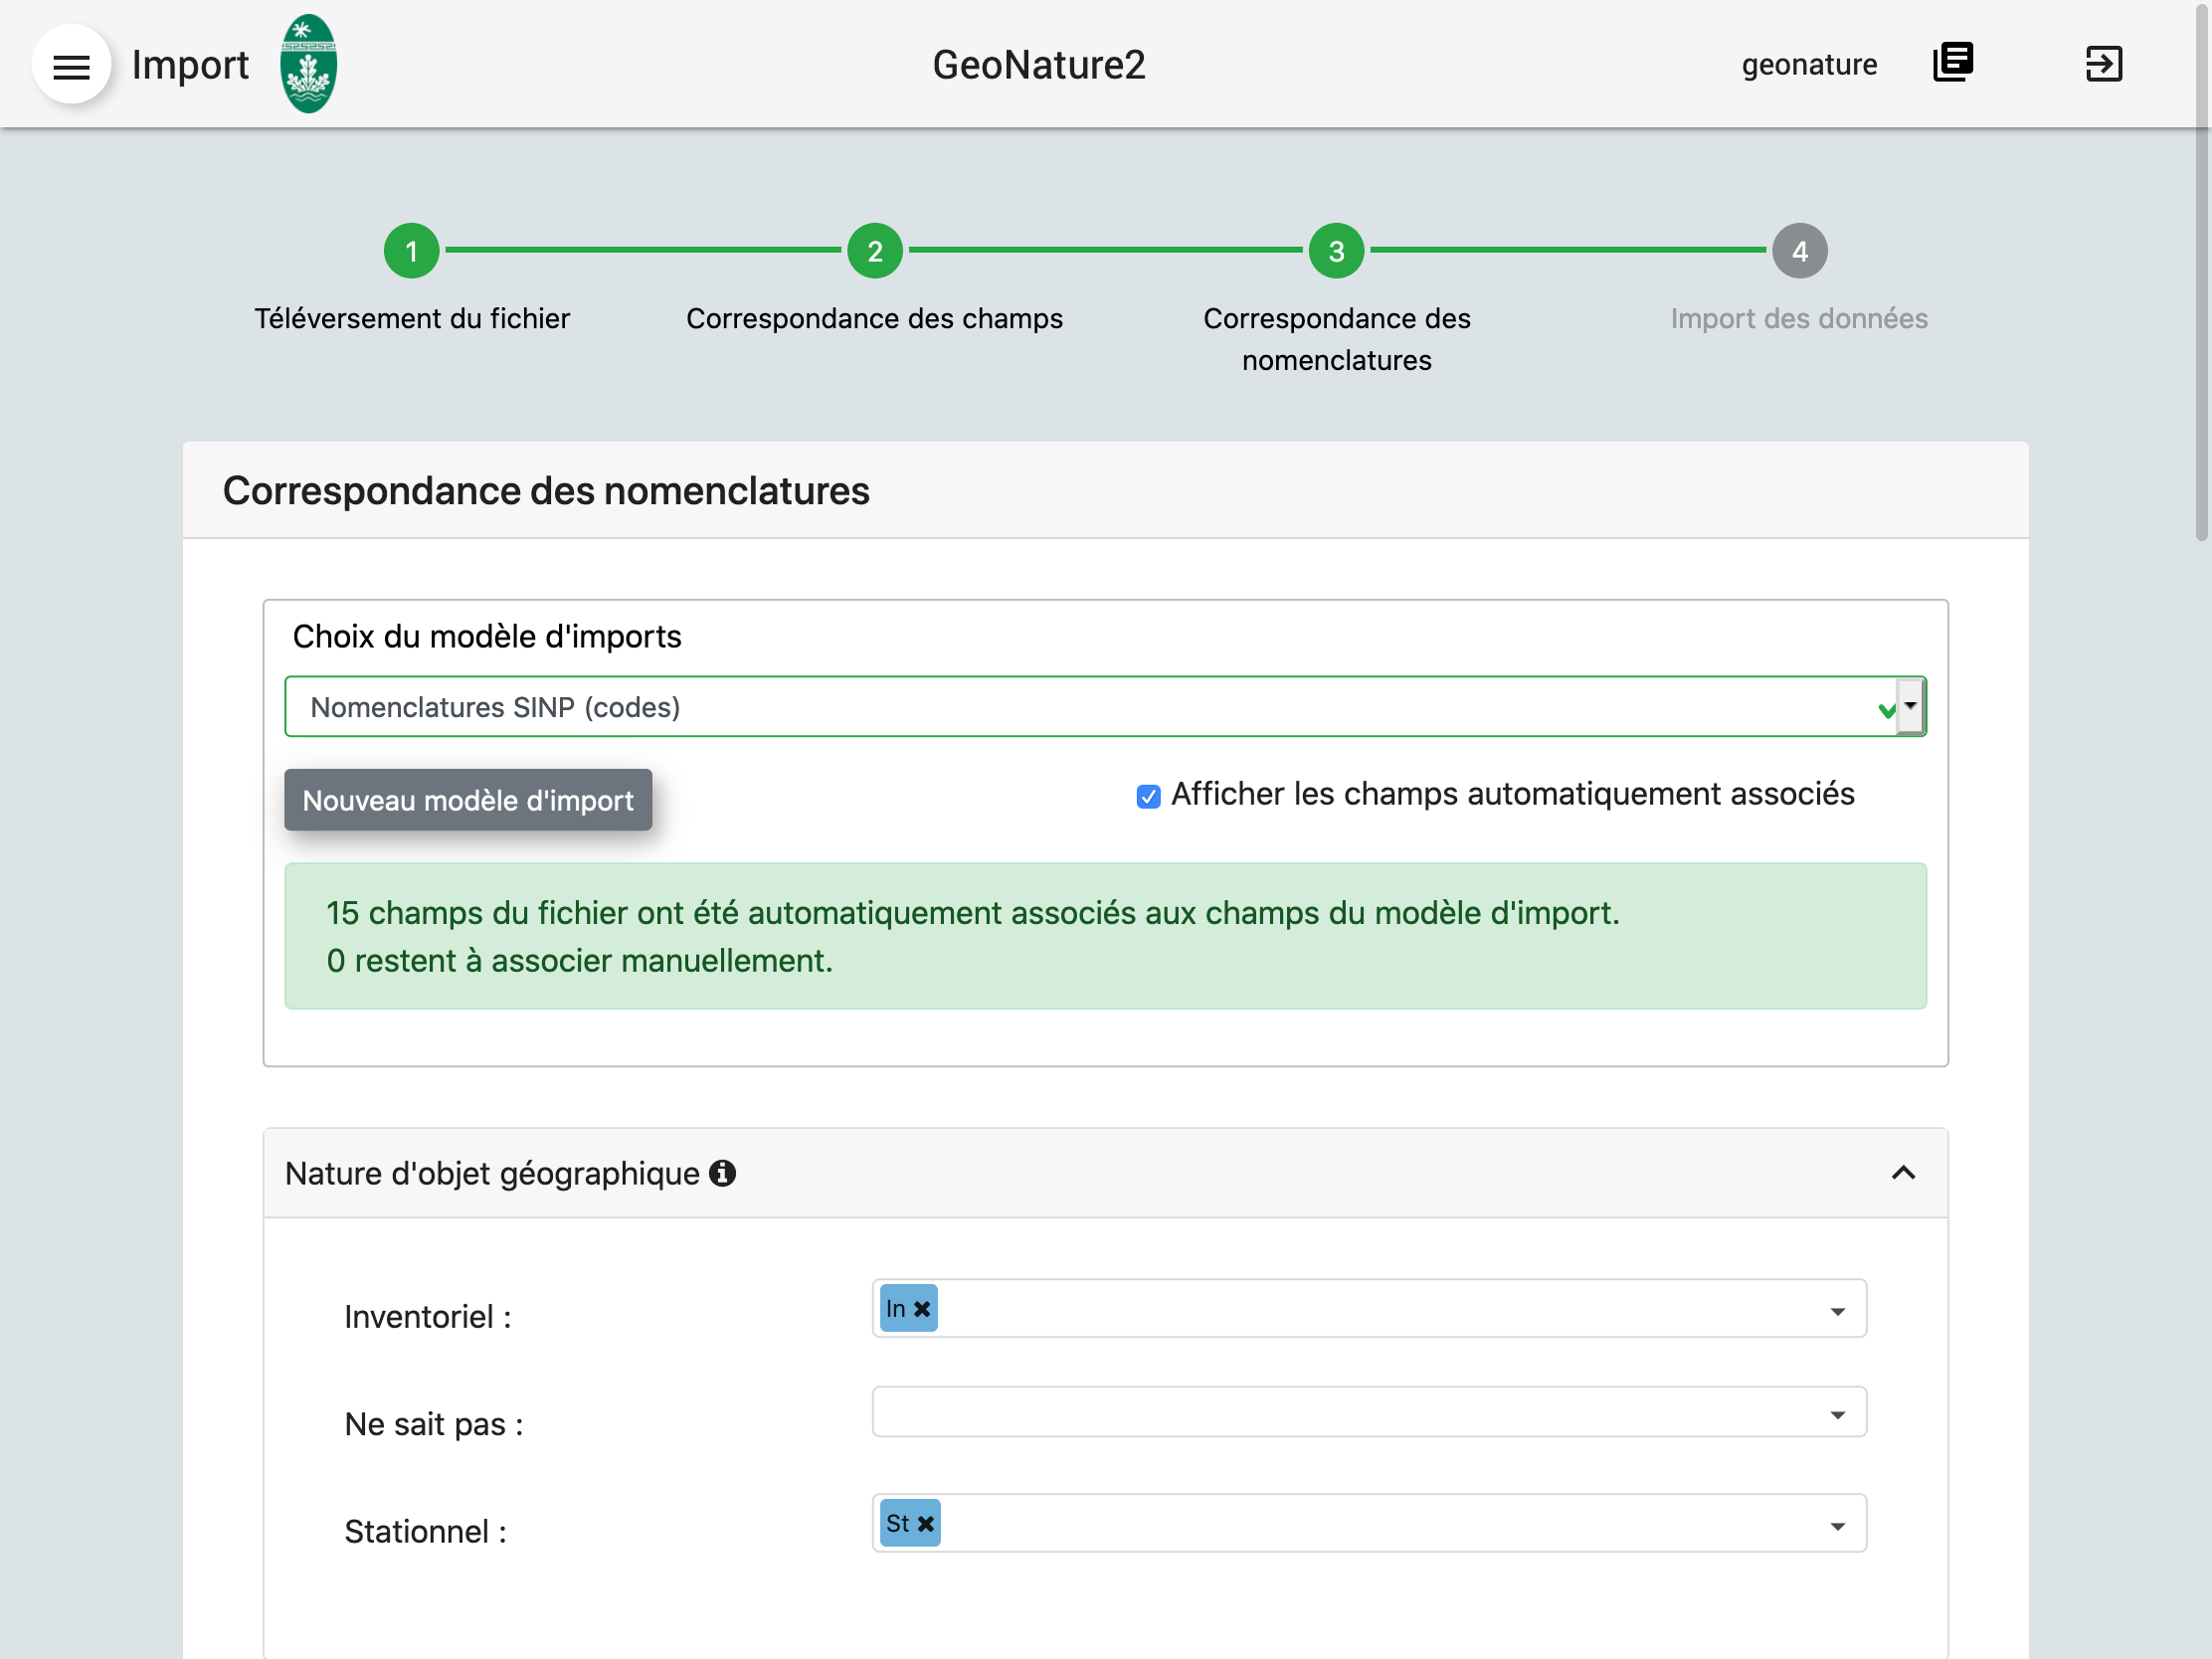 Import
GeoNature2
geonature
1
2
3
4
Téléversement du fichier
Correspondance des champs
Correspondance des
nomenclatures
Import des données
Correspondance des nomenclatures
Choix du modèle d'imports
Nomenclatures SINP (codes)
Nouveau modèle d'import
Afficher les champs automatiquement associés
15 champs du fichier ont été automatiquement associés aux champs du modèle d'import.
0 restent à associer manuellement.
Nature d'objet géographique
Inventoriel :
In
Ne sait pas :
Stationnel :
St